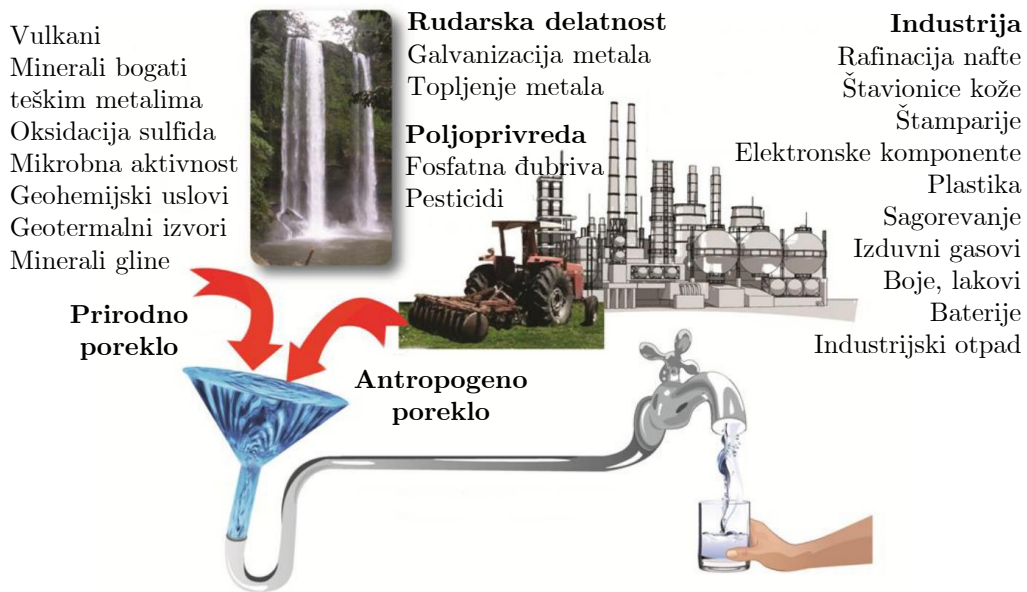 Vulkani
Minerali bogati
teškim metalima
Oksidacija sulfida
Mikrobna aktivnost
Geohemijski uslovi
Geotermalni izvori
Minerali gline
Prirodno
poreklo
Rudarska delatnost
Galvanizacija metala
Topljenje metala
Poljoprivreda
Fosfatna đubriva
Pesticidi
Antropogeno
poreklo
Industrija
Rafinacija nafte
Štavionice kože
Štamparije
Elektronske komponente
Plastika
Sagorevanje
Izduvni gasovi
Boje, lakovi
Baterije
Industrijski otpad